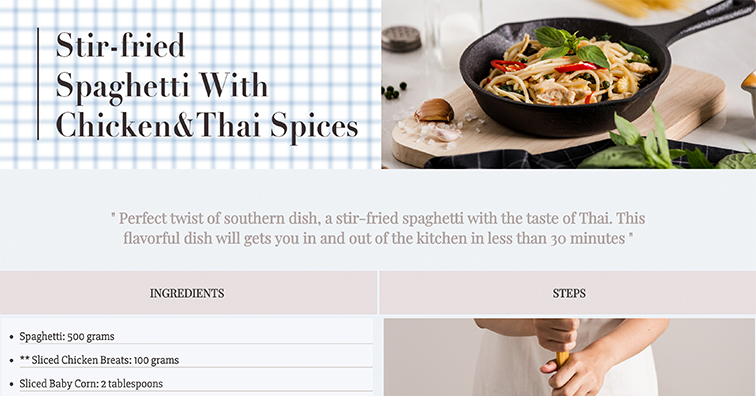 Stir-fried
Spaghetti With
Chicken&Thai Spices
" Perfect twist of southern dish, a stir-fried spaghetti with the taste of Thai. This
flavorful dish will gets you in and out of the kitchen in less than 30 minutes "
INGREDIENTS
STEPS
• Spaghetti: 500 grams
• ** Sliced Chicken Breats: 100 grams
• Sliced Baby Corn: 2 tablespoons